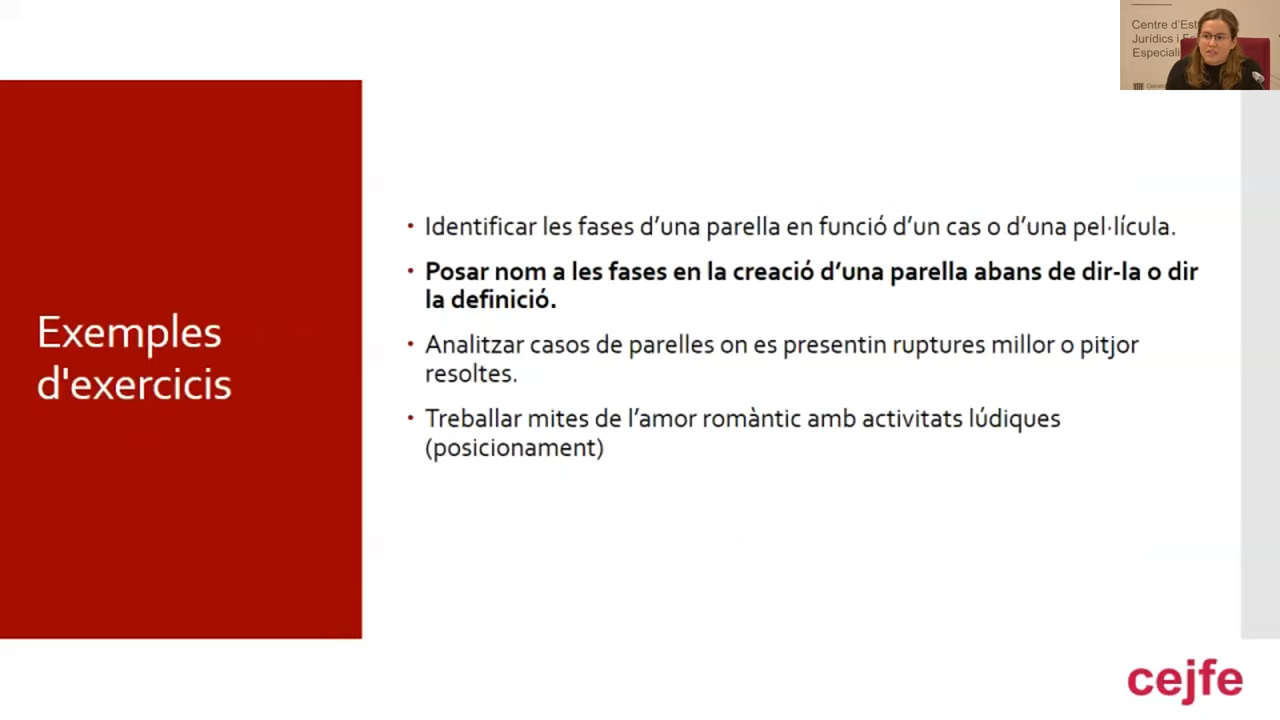 Centre d'Est
Jurídics i
Especiali
Exemples
d'exercicis
• Identificar les fases d'una parella en funció d'un cas o d'una pel·lícula.
• Posar nom a les fases en la creació d'una parella abans de dir-la o dir
la definició.
• Analitzar casos de parelles on es presentin ruptures millor o pitjor
resoltes.
• Treballar mites de l'amor romàntic amb activitats lúdiques
(posicionament)
cejfe